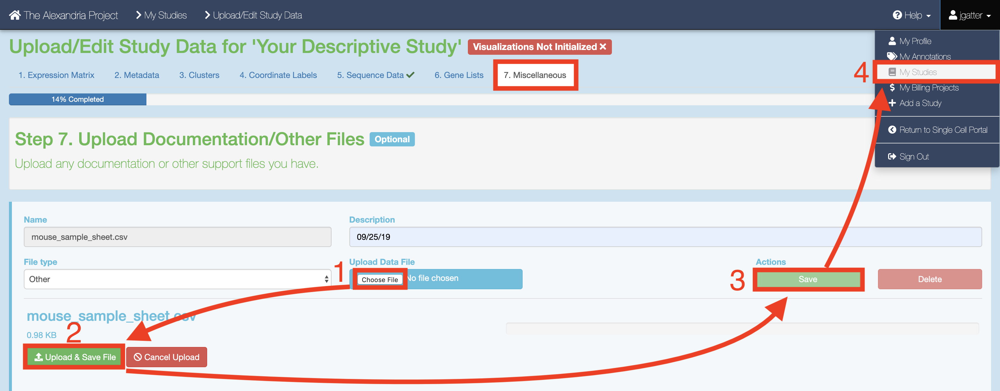 The Alexandria Project My Studies Upload/Edit Study Data Help jgatter
Upload/Edit Study Data for 'Your Descriptive Study' Visualizations Not Initialized
1. Expression Matrix 2. Metadata 3. Clusters 4. Coordinate Labels 5. Sequence Data 6. Gene Lists 7. Miscellaneous
14% Completed
My Profile
My Annotations
4 My Studies
My Billing Projects
Add a Study
Return to Single Cell Portal
Sign Out
Step 7. Upload Documentation/Other Files Optional
Upload any documentation or other support files you have.
Name Description
mouse_sample_sheet.csv 09/25/19
File type Upload Data File Actions
Other 1 Choose File No file chosen 3 Save Delete
mouse_sample_sheet.csv
0.98 KB 2
Upload & Save File Cancel Upload